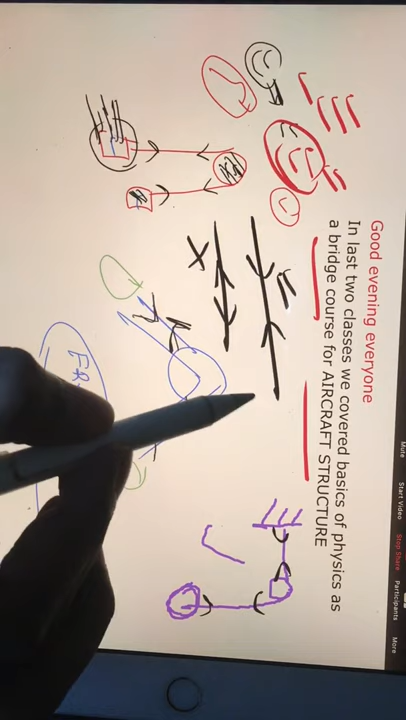 Mute
Start Video
Stop Share
Participants
More
Good evening everyone
In last two classes we covered basics of physics as
a bridge course for AIRCRAFT STRUCTURE